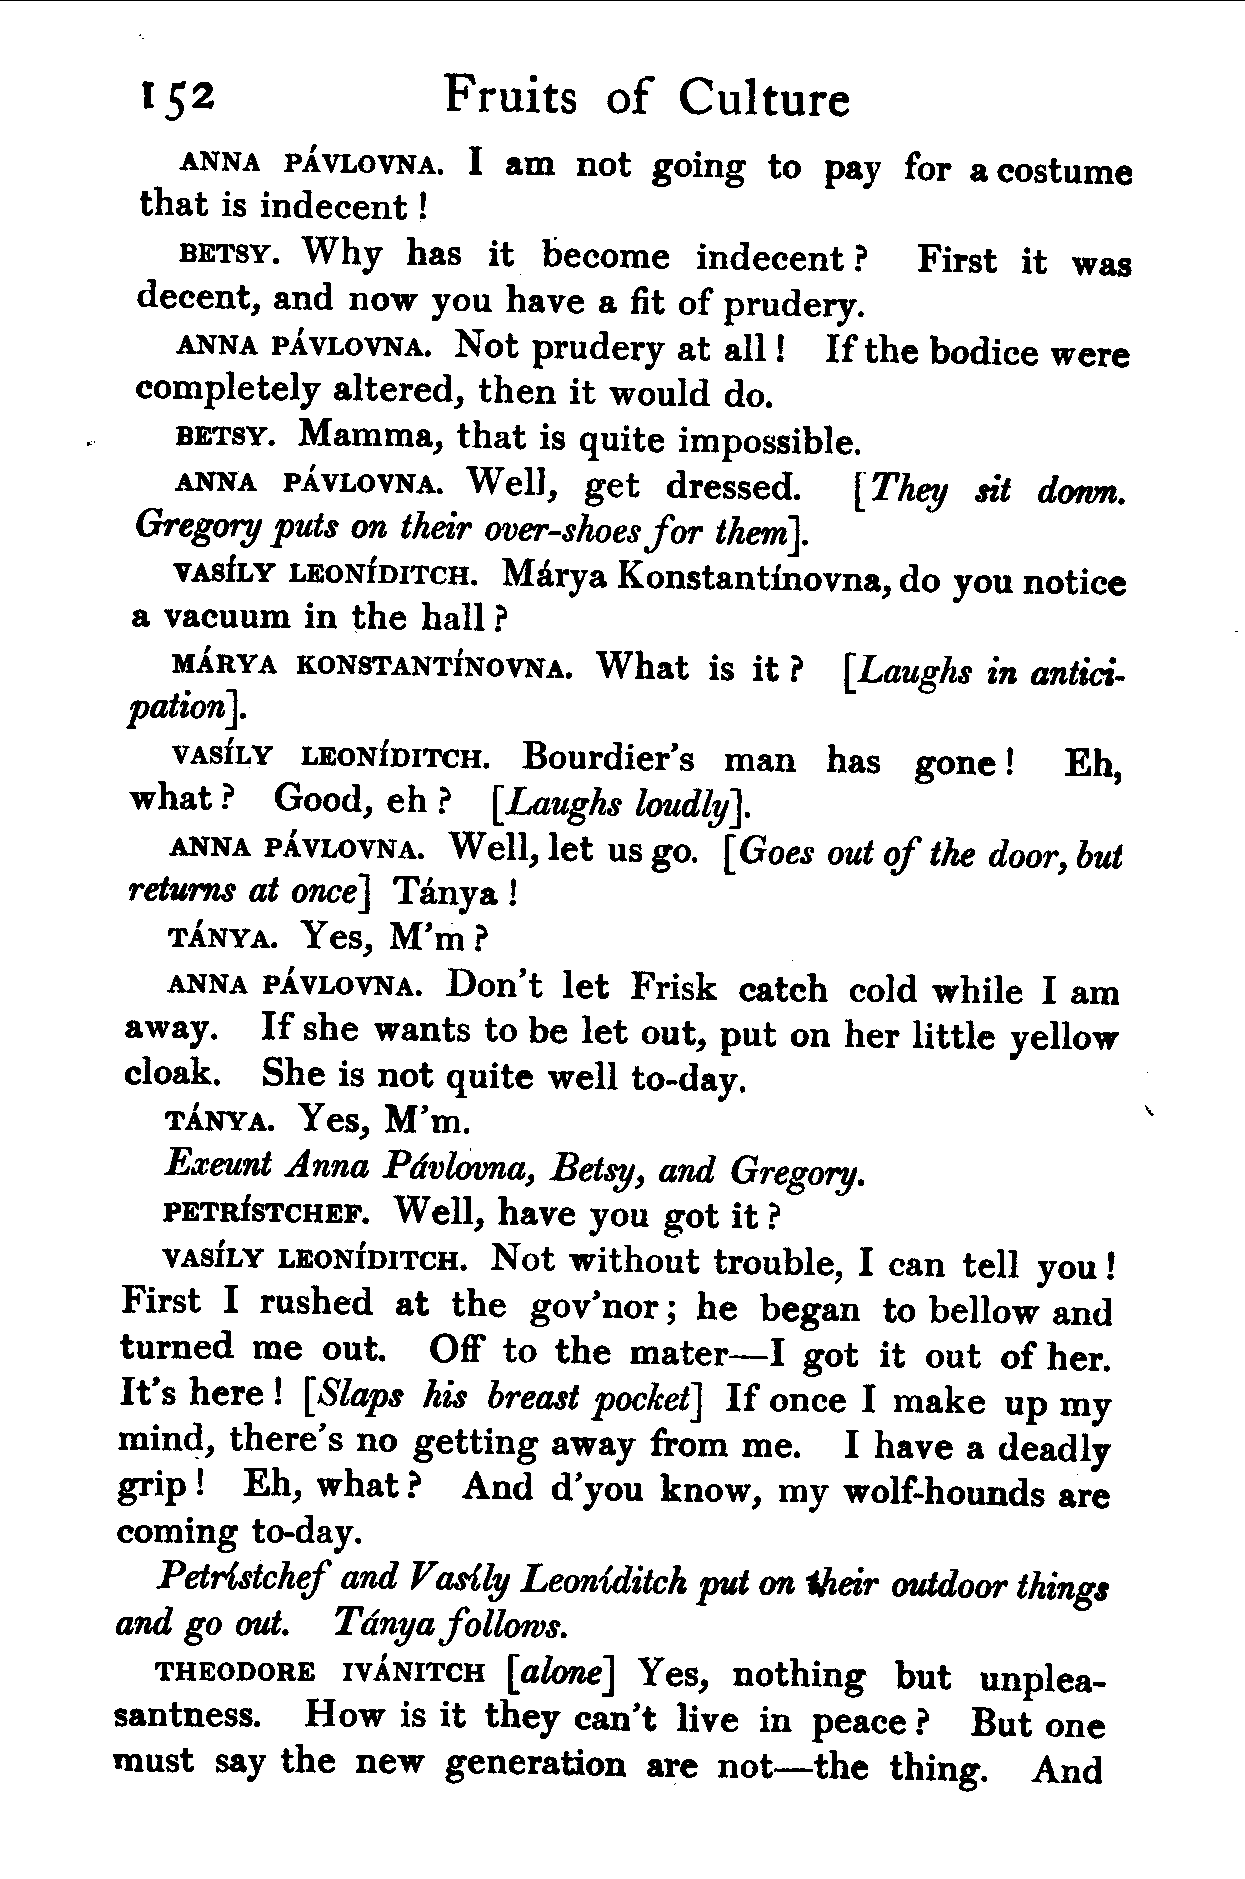 152 Fruits of Culture
ANNA PÁVLOVNA. I am not going to pay for a costume
that is indecent !
BETSY. Why has it become indecent ? First it was
decent, and now you have a fit of prudery.
ANNA PÁVLOVNA. Not prudery at all ! If the bodice were
completely altered, then it would do.
BETSY. Mamma, that is quite impossible.
ANNA PÁVLOVNA. Well, get dressed. [They sit down.
Gregory puts on their over-shoes for them].
VASÍLY LEONÍDITCH. Márya Konstantínovna, do you notice
a vacuum in the hall ?
MÁRYA KONSTANTÍNOVNA. What is it ? [Laughs in antici-
pation].
VASÍLY LEONÍDITCH. Bourdier's man has gone ! Eh,
what ? Good, eh ? [Laughs loudly].
ANNA PÁVLOVNA. Well, let us go. [Goes out of the door, but
returns at once] Tánya !
TÁNYA. Yes, M'm ?
ANNA PÁVLOVNA. Don't let Frisk catch cold while I am
away. If she wants to be let out, put on her little yellow
cloak. She is not quite well to-day.
TÁNYA. Yes, M'm.
Exeunt Anna Pávlovna, Betsy, and Gregory.
PETRÍSTCHEF. Well, have you got it ?
VASÍLY LEONÍDITCH. Not without trouble, I can tell you !
First I rushed at the gov'nor ; he began to bellow and
turned me out. Off to the mater—I got it out of her.
It's here ! [Slaps his breast pocket] If once I make up my
mind, there's no getting away from me. I have a deadly
grip ! Eh, what ? And d'you know, my wolf-hounds are
coming to-day.
Petrístchef and Vasíly Leoníditch put on their outdoor things
and go out. Tánya follows.
THEODORE IVÁNITCH [alone] Yes, nothing but unplea-
santness. How is it they can't live in peace ? But one
must say the new generation are not—the thing. And